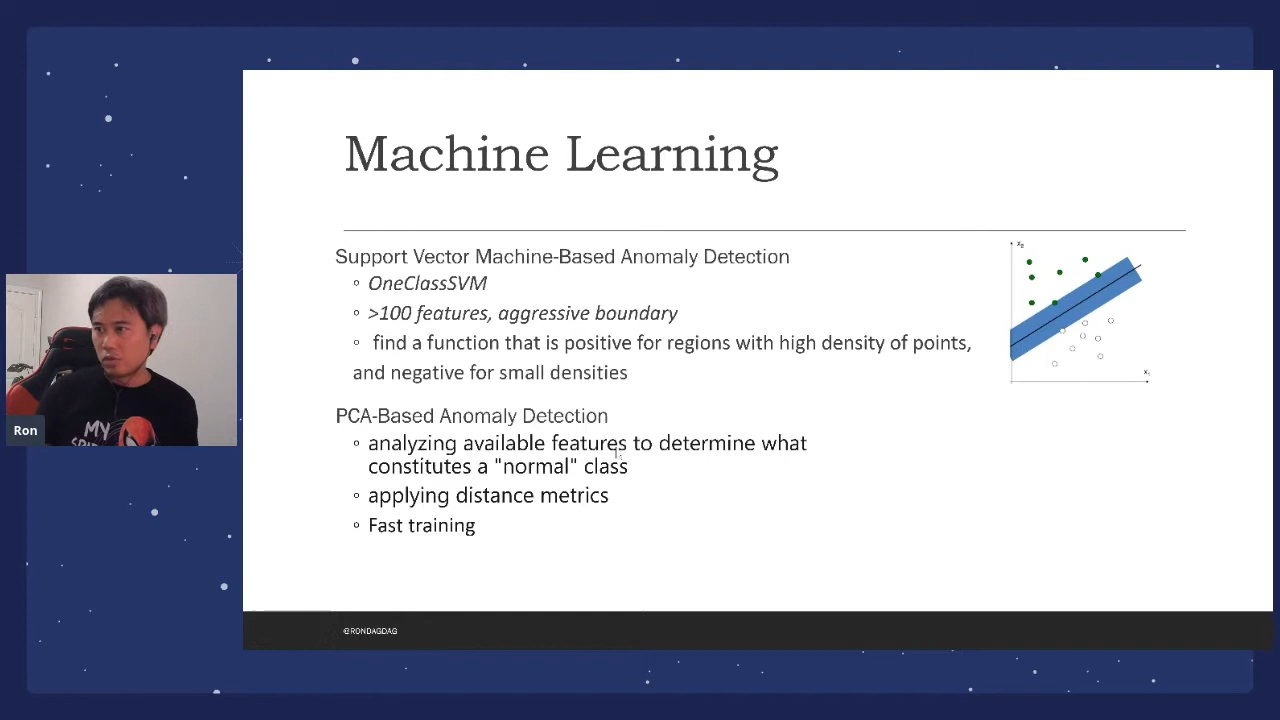 Machine Learning
Support Vector Machine-Based Anomaly Detection
OneClassSVM
>100 features, aggressive boundary
find a function that is positive for regions with high density of points,
and negative for small densities
x₂
x₁
PCA-Based Anomaly Detection
analyzing available features to determine what
constitutes a "normal" class
applying distance metrics
Fast training
MY
Ron
@RONDAGDAG